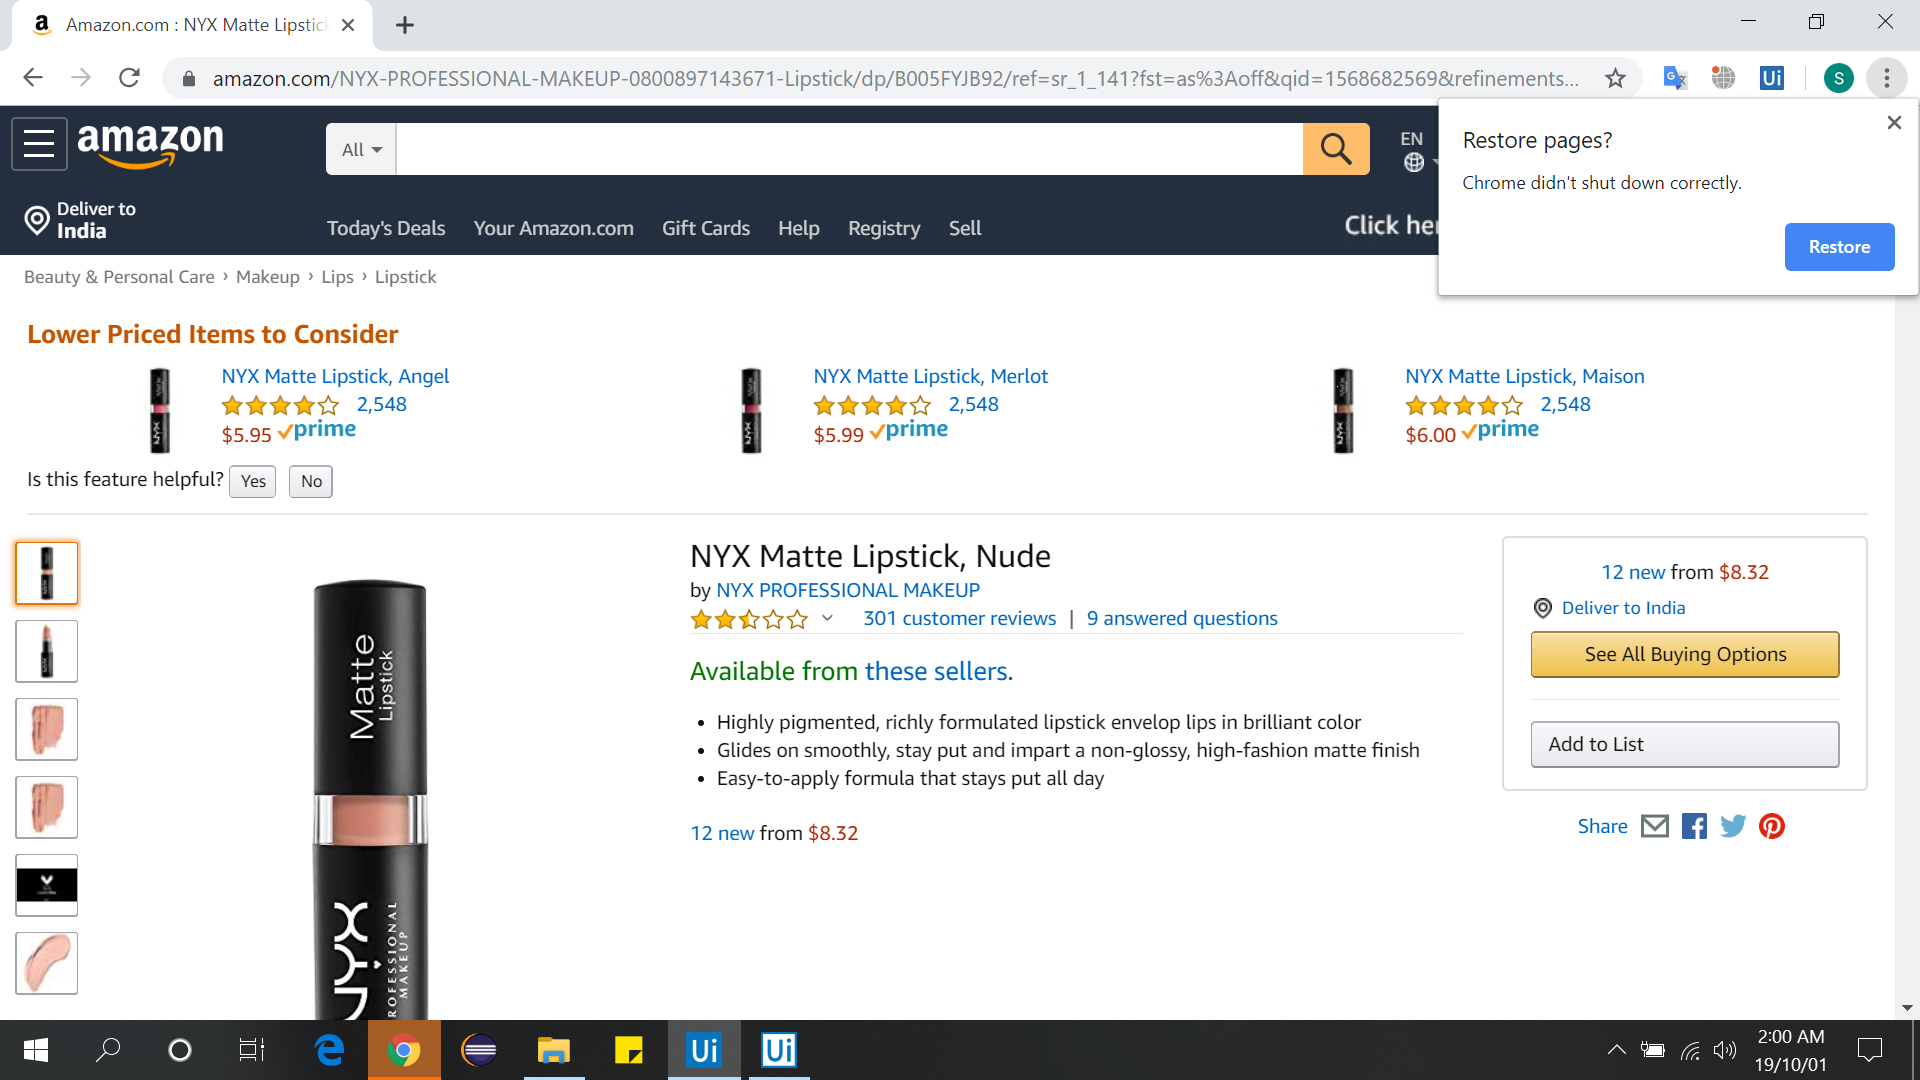 Amazon.com : NYX Matte Lipstick
amazon.com/NYX-PROFESSIONAL-MAKEUP-0800897143671-Lipstick/dp/B005FYJB92/ref=sr_1_141?fst=as%3Aoff&qid=1568682569&refinements...
S
Restore pages?
Chrome didn't shut down correctly.
Restore
amazon
All
EN
Deliver to
India
Today's Deals
Your Amazon.com
Gift Cards
Help
Registry
Sell
Click her
Beauty & Personal Care › Makeup › Lips › Lipstick
Lower Priced Items to Consider
NYX Matte Lipstick, Angel
2,548
$5.95 prime
NYX Matte Lipstick, Merlot
2,548
$5.99 prime
NYX Matte Lipstick, Maison
2,548
$6.00 prime
Is this feature helpful? Yes No
Matte
Lipstick
NYX
PROFESSIONAL
MAKEUP
NYX Matte Lipstick, Nude
by NYX PROFESSIONAL MAKEUP
301 customer reviews | 9 answered questions
Available from these sellers.
• Highly pigmented, richly formulated lipstick envelop lips in brilliant color
• Glides on smoothly, stay put and impart a non-glossy, high-fashion matte finish
• Easy-to-apply formula that stays put all day
12 new from $8.32
12 new from $8.32
Deliver to India
See All Buying Options
Add to List
Share
Ui
Ui
2:00 AM
19/10/01